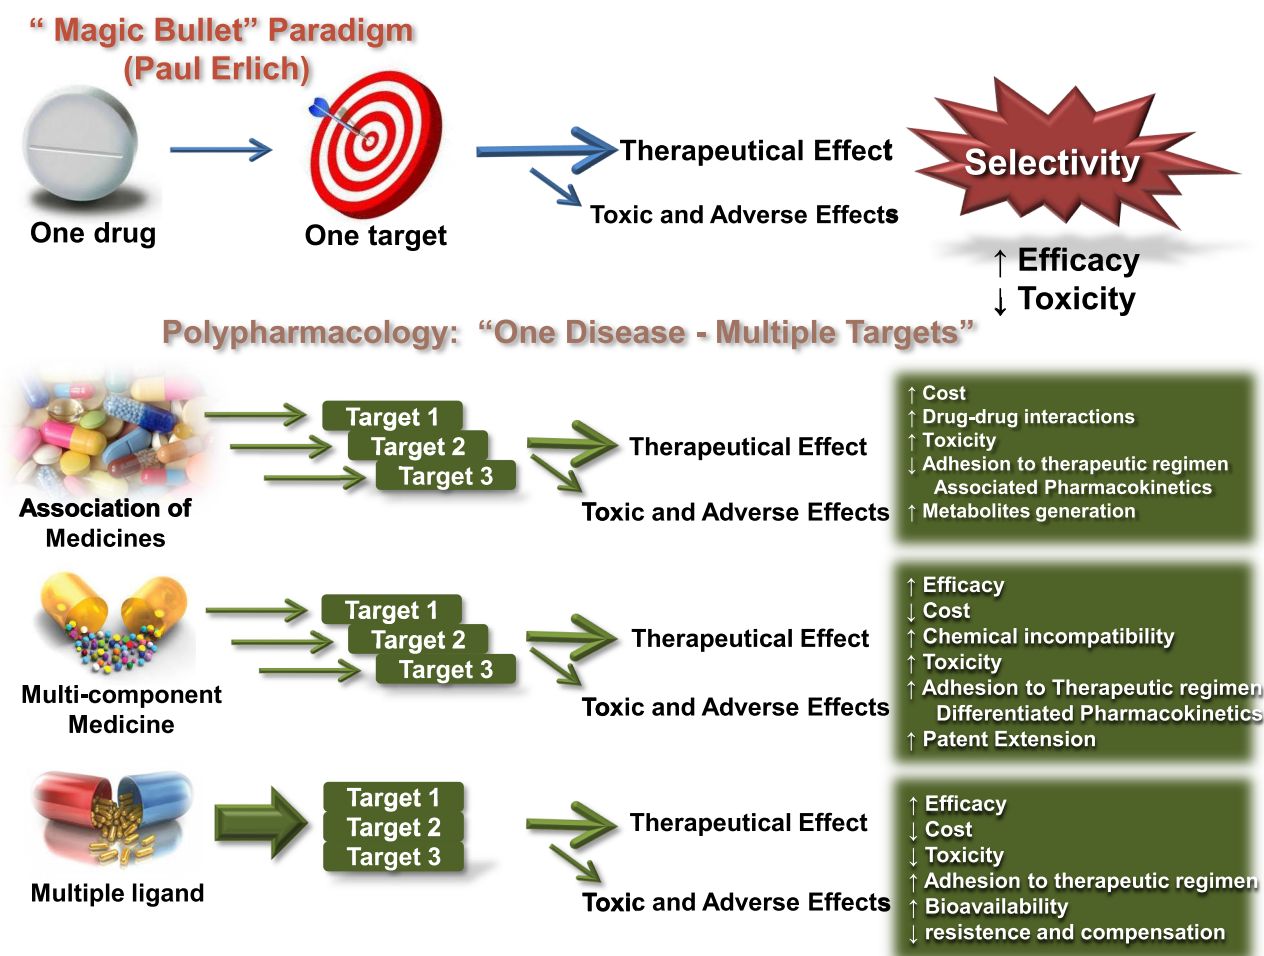 “ Magic Bullet” Paradigm
(Paul Erlich)
One drug
One target
Therapeutical Effect
Toxic and Adverse Effects
Selectivity
↑ Efficacy
↓ Toxicity
Polypharmacology: “One Disease - Multiple Targets”
Association of
Medicines
Target 1
Target 2
Target 3
Therapeutical Effect
Toxic and Adverse Effects
↑ Cost
↑ Drug-drug interactions
↑ Toxicity
↓ Adhesion to therapeutic regimen
Associated Pharmacokinetics
↑ Metabolites generation
Multi-component
Medicine
Target 1
Target 2
Target 3
Therapeutical Effect
Toxic and Adverse Effects
↑ Efficacy
↓ Cost
↑ Chemical incompatibility
↑ Toxicity
↑ Adhesion to Therapeutic regimen
Differentiated Pharmacokinetics
↑ Patent Extension
Multiple ligand
Target 1
Target 2
Target 3
Therapeutical Effect
Toxic and Adverse Effects
↑ Efficacy
↓ Cost
↓ Toxicity
↑ Adhesion to therapeutic regimen
↑ Bioavailability
↓ resistence and compensation